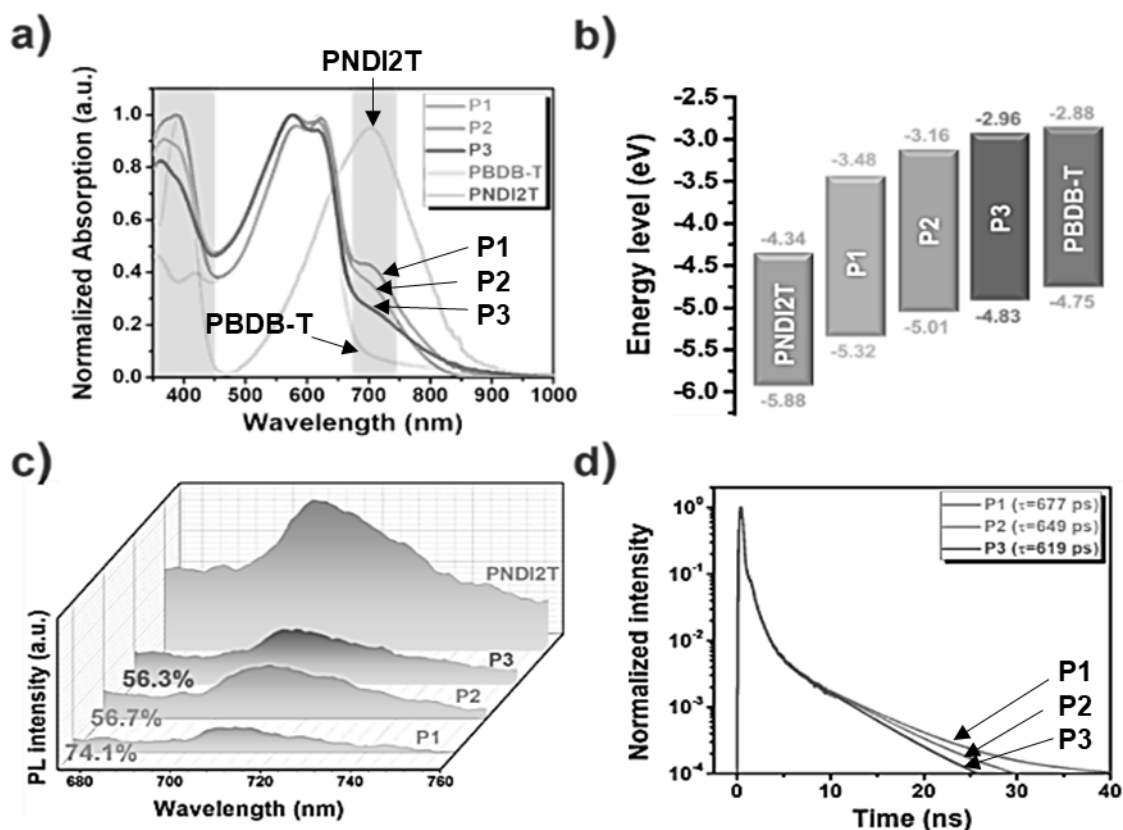 a)
PNDI2T
Normalized Absorption (a.u.)
1.0
0.8
0.6
0.4
0.2
0.0
P1
P2
P3
PBDB-T
PNDI2T
P1
P2
P3
PBDB-T
400 500 600 700 800 900 1000
Wavelength (nm)
b)
Energy level (eV)
-2.5
-3.0
-3.5
-4.0
-4.5
-5.0
-5.5
-6.0
-4.34
PNDI2T
-5.88
-3.48
P1
-5.32
-3.16
P2
-5.01
-2.96
P3
-4.83
-2.88
PBDB-T
-4.75
c)
PL intensity (a.u.)
PNDI2T
P3
56.3%
P2
56.7%
P1
74.1%
680 700 720 740 760
Wavelength (nm)
d)
Normalized intensity
10⁰
10⁻¹
10⁻²
10⁻³
10⁻⁴
P1 (τ=677 ps)
P2 (τ=649 ps)
P3 (τ=619 ps)
P1
P2
P3
0 10 20 30 40
Time (ns)